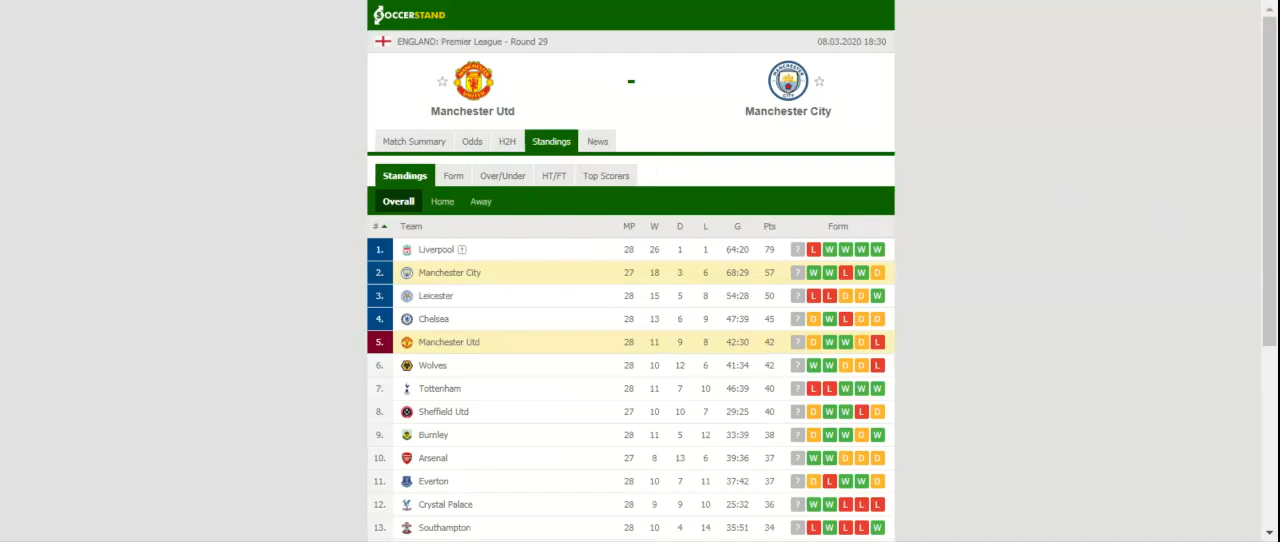 SOCCERSTAND
ENGLAND: Premier League - Round 29 08.03.2020 18:30
-
Manchester Utd Manchester City
Match Summary Odds H2H Standings News
Standings Form Over/Under HT/FT Top Scorers
Overall Home Away
# Team MP W D L G Pts Form
1. Liverpool 28 26 1 1 64:20 79 ? L W W W W
2. Manchester City 27 18 3 6 68:29 57 ? W W L W D
3. Leicester 28 15 5 8 54:28 50 ? L L D D W
4. Chelsea 28 13 6 9 47:39 45 ? D W L D D
5. Manchester Utd 28 11 9 8 42:30 42 ? D W W D L
6. Wolves 28 10 12 6 41:34 42 ? W W D D L
7. Tottenham 28 11 7 10 46:39 40 ? L L W W W
8. Sheffield Utd 27 10 10 7 29:25 40 ? D W W L D
9. Burnley 28 11 5 12 33:39 38 ? D W W D W
10. Arsenal 27 8 13 6 39:36 37 ? W W D D D
11. Everton 28 10 7 11 37:42 37 ? D L W W D
12. Crystal Palace 28 9 9 10 25:32 36 ? W W L L L
13. Southampton 28 10 4 14 35:51 34 ? L W L L W